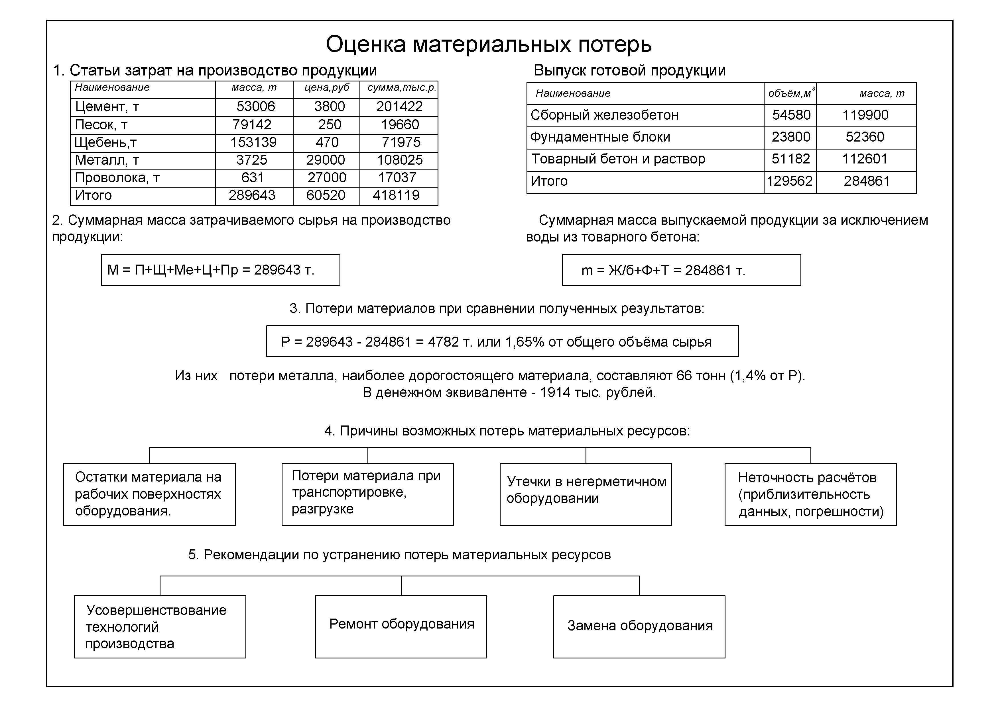 Оценка материальных потерь
1. Статьи затрат на производство продукции
Наименование масса, т цена,руб сумма,тыс.р.
Цемент, т 53006 3800 201422
Песок, т 79142 250 19660
Щебень,т 153139 470 71975
Металл, т 3725 29000 108025
Проволока, т 631 27000 17037
Итого 289643 60520 418119
Выпуск готовой продукции
Наименование объём,м³ масса, т
Сборный железобетон 54580 119900
Фундаментные блоки 23800 52360
Товарный бетон и раствор 51182 112601
Итого 129562 284861
2. Суммарная масса затрачиваемого сырья на производство
продукции:
М = П+Щ+Ме+Ц+Пр = 289643 т.
Суммарная масса выпускаемой продукции за исключением
воды из товарного бетона:
m = Ж/б+Ф+Т = 284861 т.
3. Потери материалов при сравнении полученных результатов:
Р = 289643 - 284861 = 4782 т. или 1,65% от общего объёма сырья
Из них потери металла, наиболее дорогостоящего материала, составляют 66 тонн (1,4% от Р).
В денежном эквиваленте - 1914 тыс. рублей.
4. Причины возможных потерь материальных ресурсов:
Остатки материала на
рабочих поверхностях
оборудования.
Потери материала при
транспортировке,
разгрузке
Утечки в негерметичном
оборудовании
Неточность расчётов
(приблизительность
данных, погрешности)
5. Рекомендации по устранению потерь материальных ресурсов
Усовершенствование
технологий
производства
Ремонт оборудования
Замена оборудования